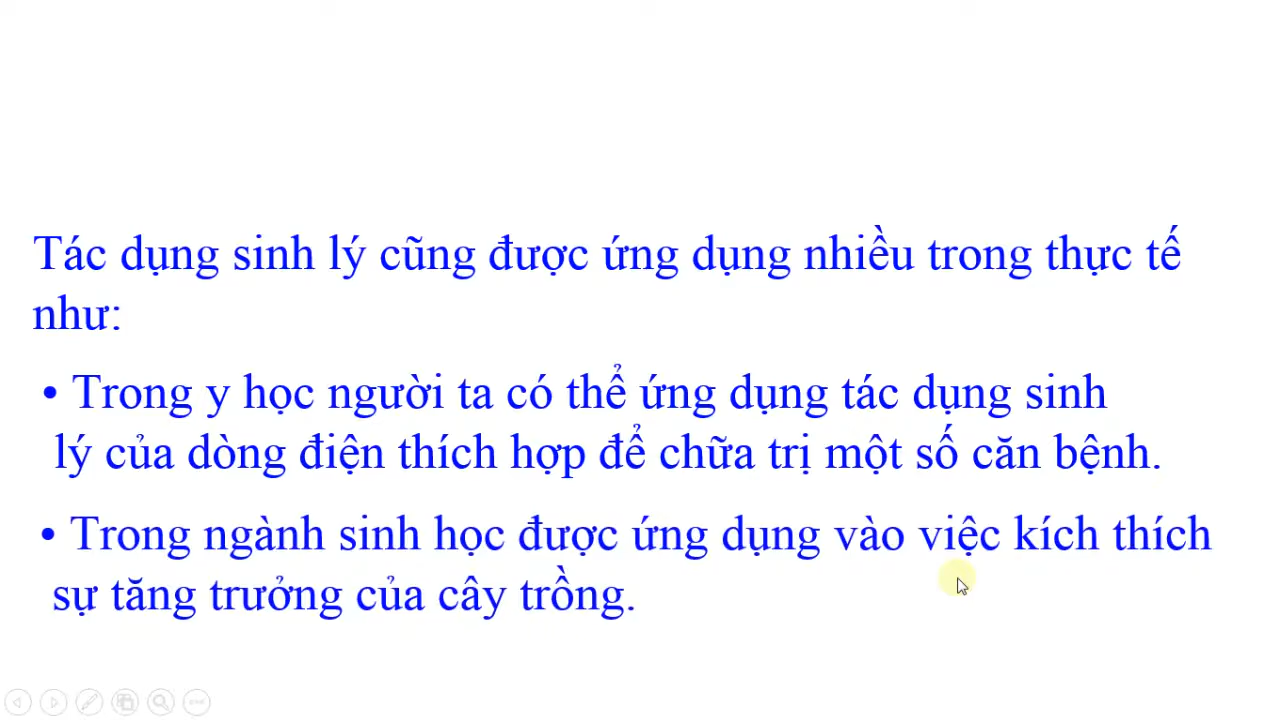 Tác dụng sinh lý cũng được ứng dụng nhiều trong thực tế
như:
• Trong y học người ta có thể ứng dụng tác dụng sinh
lý của dòng điện thích hợp để chữa trị một số căn bệnh.
• Trong ngành sinh học được ứng dụng vào việc kích thích
sự tăng trưởng của cây trồng.